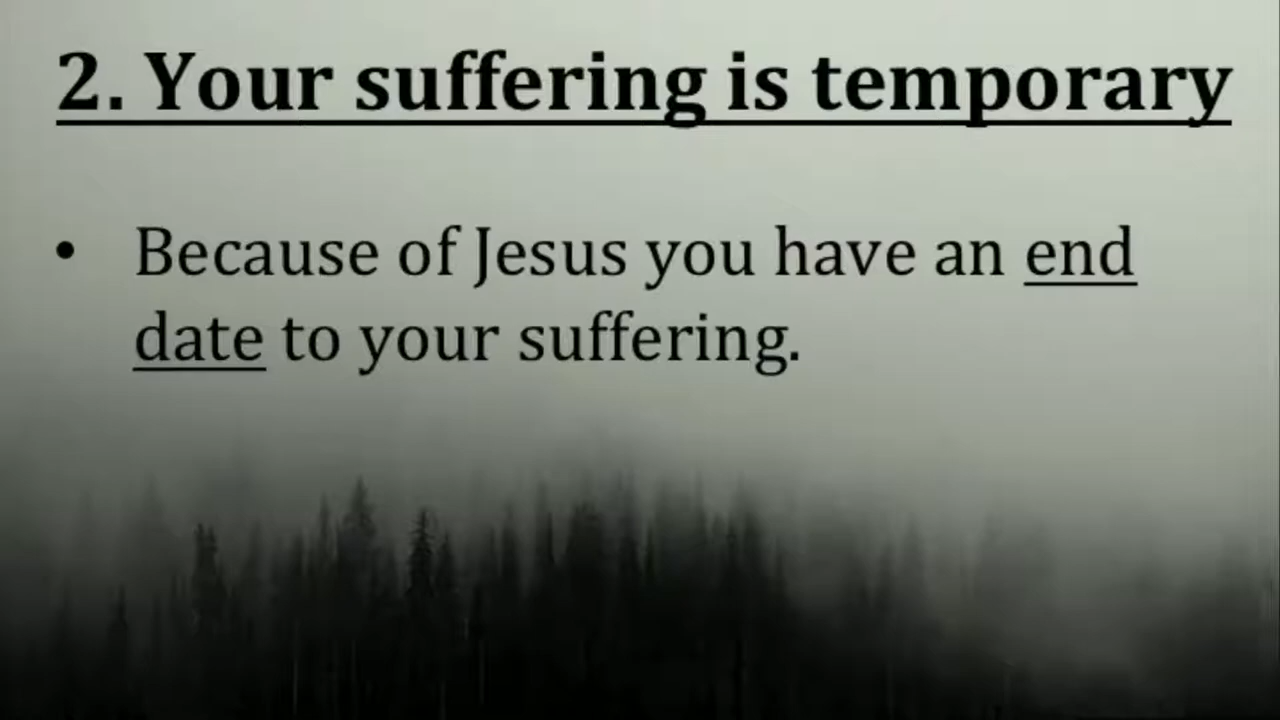 2. Your suffering is temporary
• Because of Jesus you have an end
date to your suffering.